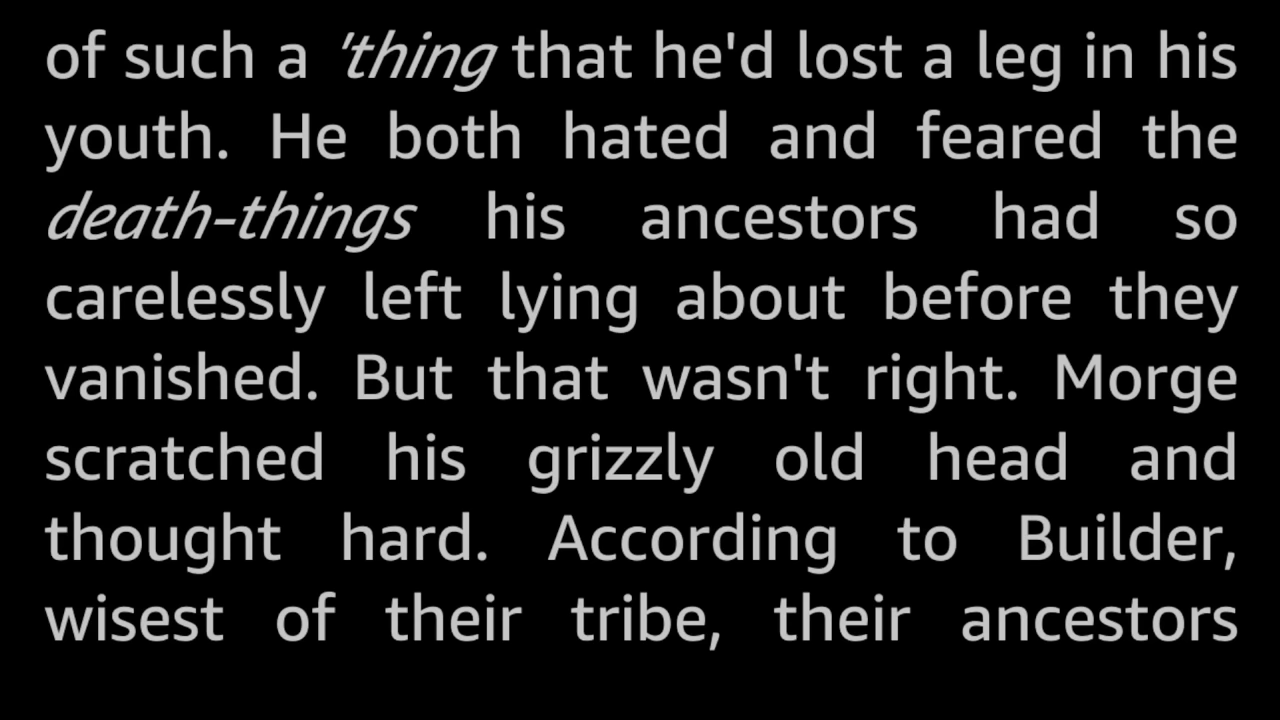 of such a 'thing that he'd lost a leg in his
youth. He both hated and feared the
death-things his ancestors had so
carelessly left lying about before they
vanished. But that wasn't right. Morge
scratched his grizzly old head and
thought hard. According to Builder,
wisest of their tribe, their ancestors